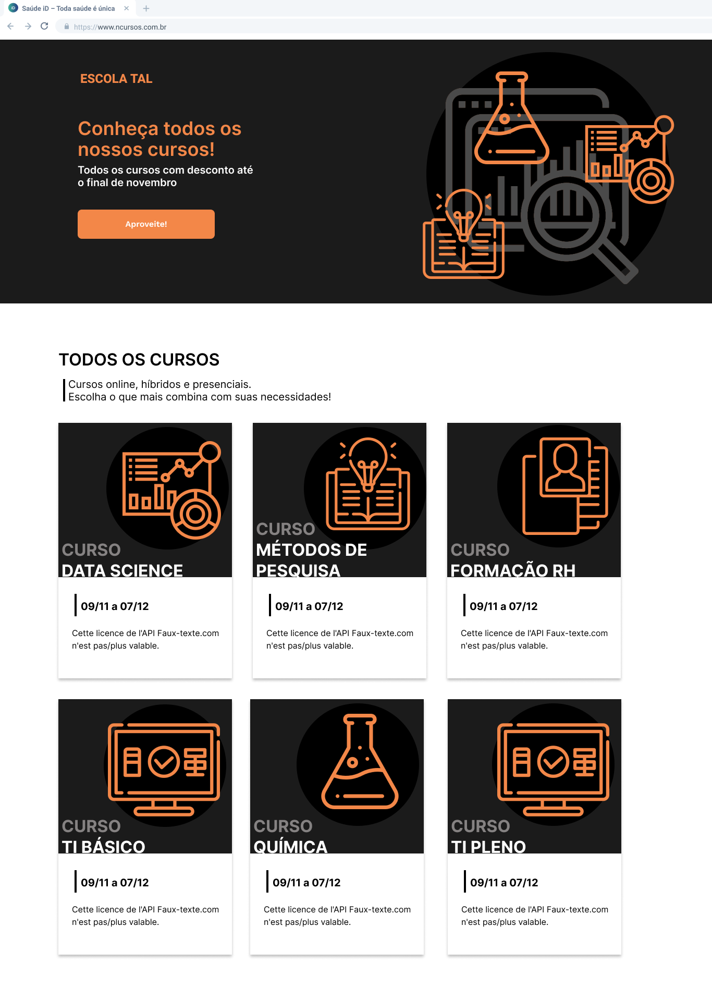 iD Saúde iD – Toda saúde é única
https://www.ncursos.com.br
ESCOLA TAL
Conheça todos os
nossos cursos!
Todos os cursos com desconto até
o final de novembro
Aproveite!
TODOS OS CURSOS
Cursos online, híbridos e presenciais.
Escolha o que mais combina com suas necessidades!
CURSO
DATA SCIENCE
09/11 a 07/12
Cette licence de l'API Faux-texte.com
n'est pas/plus valable.
CURSO
MÉTODOS DE
PESQUISA
09/11 a 07/12
Cette licence de l'API Faux-texte.com
n'est pas/plus valable.
CURSO
FORMAÇÃO RH
09/11 a 07/12
Cette licence de l'API Faux-texte.com
n'est pas/plus valable.
CURSO
TI BÁSICO
09/11 a 07/12
Cette licence de l'API Faux-texte.com
n'est pas/plus valable.
CURSO
QUÍMICA
09/11 a 07/12
Cette licence de l'API Faux-texte.com
n'est pas/plus valable.
CURSO
TI PLENO
09/11 a 07/12
Cette licence de l'API Faux-texte.com
n'est pas/plus valable.